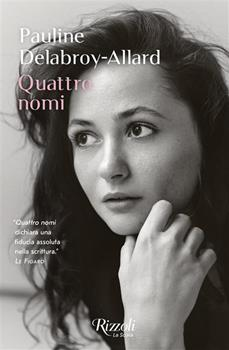 Pauline
Delabroy-Allard
Quattro
nomi
"Quattro nomi
dichiara una
fiducia assoluta
nella scrittura."
LE FIGARO
Rizzoli
La Scala